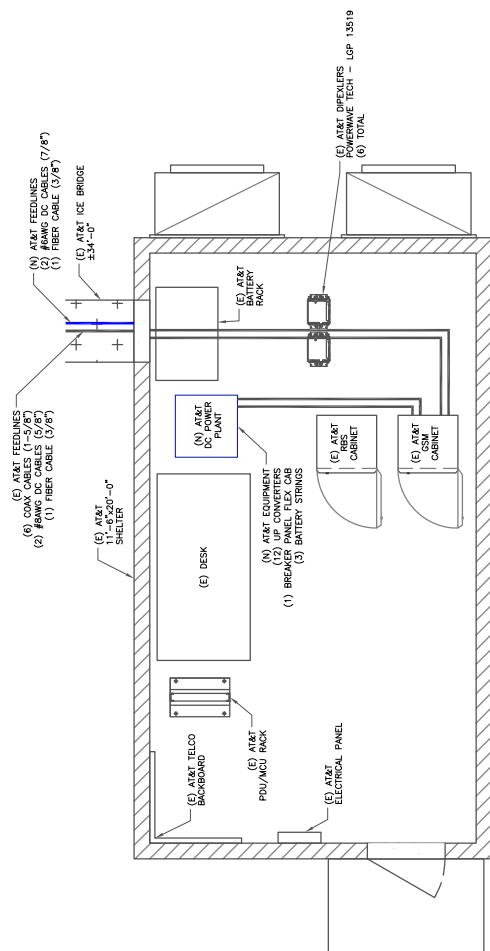 (E) AT&T FEEDLINES
(6) COAX CABLES (1-5/8")
(2) #8AWG DC CABLES (5/8")
(1) FIBER CABLE (3/8")
(N) AT&T FEEDLINES
(2) #6AWG DC CABLES (7/8")
(1) FIBER CABLE (3/8")
(E) AT&T ICE BRIDGE
±34'-0"
(E) AT&T
11'-6"x20'-0"
SHELTER
(E) AT&T TELCO
BACKBOARD
(E) AT&T
PDU/MCU RACK
(E) DESK
(N) AT&T
DC POWER
PLANT
(E) AT&T
BATTERY
RACK
(E) AT&T DIPEXLERS
POWERWAVE TECH - LGP 13519
(6) TOTAL
(N) AT&T EQUIPMENT
(12) UP CONVERTERS
(1) BREAKER PANEL FLEX CAB
(3) BATTERY STRINGS
(E) AT&T
ELECTRICAL PANEL
(E) AT&T
RBS
CABINET
(E) AT&T
GSM
CABINET